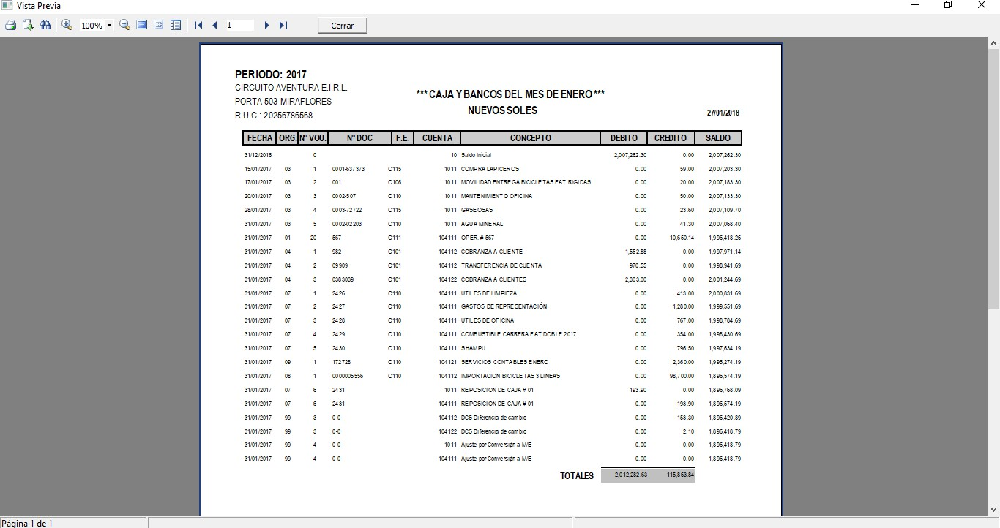 Vista Previa
100% 1 Cerrar
PERIODO: 2017
CIRCUITO AVENTURA E.I.R.L.
PORTA 503 MIRAFLORES
R.U.C.: 20256786568
*** CAJA Y BANCOS DEL MES DE ENERO ***
NUEVOS SOLES
27/01/2018
FECHA ORG. Nº VOU. Nº DOC F.E. CUENTA CONCEPTO DEBITO CREDITO SALDO
31/12/2016 0 10 Saldo Inicial 2,007,262.30 0.00 2,007,262.30
15/01/2017 03 1 0001-637373 O115 1011 COMPRA LAPICEROS 0.00 59.00 2,007,203.30
17/01/2017 03 2 001 O106 1011 MOVILIDAD ENTREGA BICICLETAS FAT RIGIDAS 0.00 20.00 2,007,183.30
20/01/2017 03 3 0002-507 O110 1011 MANTENIMIENTO OFICINA 0.00 50.00 2,007,133.30
28/01/2017 03 4 0003-72722 O115 1011 GASEOSAS 0.00 23.60 2,007,109.70
31/01/2017 03 5 0002-02203 O110 1011 AGUA MINERAL 0.00 41.30 2,007,068.40
31/01/2017 01 20 567 O111 104111 OPER. # 567 0.00 10,650.14 1,996,418.26
31/01/2017 04 1 982 O101 104112 COBRANZA A CLIENTE 1,552.88 0.00 1,997,971.14
31/01/2017 04 2 09909 O101 104112 TRANSFERENCIA DE CUENTA 970.55 0.00 1,998,941.69
31/01/2017 04 3 0383039 O101 104122 COBRANZA A CLIENTES 2,303.00 0.00 2,001,244.69
31/01/2017 07 1 2426 O110 104111 UTILES DE LIMPIEZA 0.00 413.00 2,000,831.69
31/01/2017 07 2 2427 O110 104111 GASTOS DE REPRESENTACIÓN 0.00 1,280.00 1,999,551.69
31/01/2017 07 3 2428 O110 104111 UTILES DE OFICINA 0.00 767.00 1,998,784.69
31/01/2017 07 4 2429 O110 104111 COMBUSTIBLE CARRERA FAT DOBLE 2017 0.00 354.00 1,998,430.69
31/01/2017 07 5 2430 O110 104111 SHAMPU 0.00 796.50 1,997,634.19
31/01/2017 09 1 172728 O110 104121 SERVICIOS CONTABLES ENERO 0.00 2,360.00 1,995,274.19
31/01/2017 08 1 0000005556 O110 104112 IMPORTACION BICICLETAS 3 LINEAS 0.00 98,700.00 1,896,574.19
31/01/2017 07 6 2431 1011 REPOSICION DE CAJA # 01 193.90 0.00 1,896,768.09
31/01/2017 07 6 2431 104111 REPOSICION DE CAJA # 01 0.00 193.90 1,896,574.19
31/01/2017 99 3 0-0 104112 DCS Diferencia de cambio 0.00 153.30 1,896,420.89
31/01/2017 99 3 0-0 104122 DCS Diferencia de cambio 0.00 2.10 1,896,418.79
31/01/2017 99 4 0-0 1011 Ajuste por Conversión a M/E 0.00 0.00 1,896,418.79
31/01/2017 99 4 0-0 104111 Ajuste por Conversión a M/E 0.00 0.00 1,896,418.79
TOTALES 2,012,282.63 115,863.84
Página 1 de 1